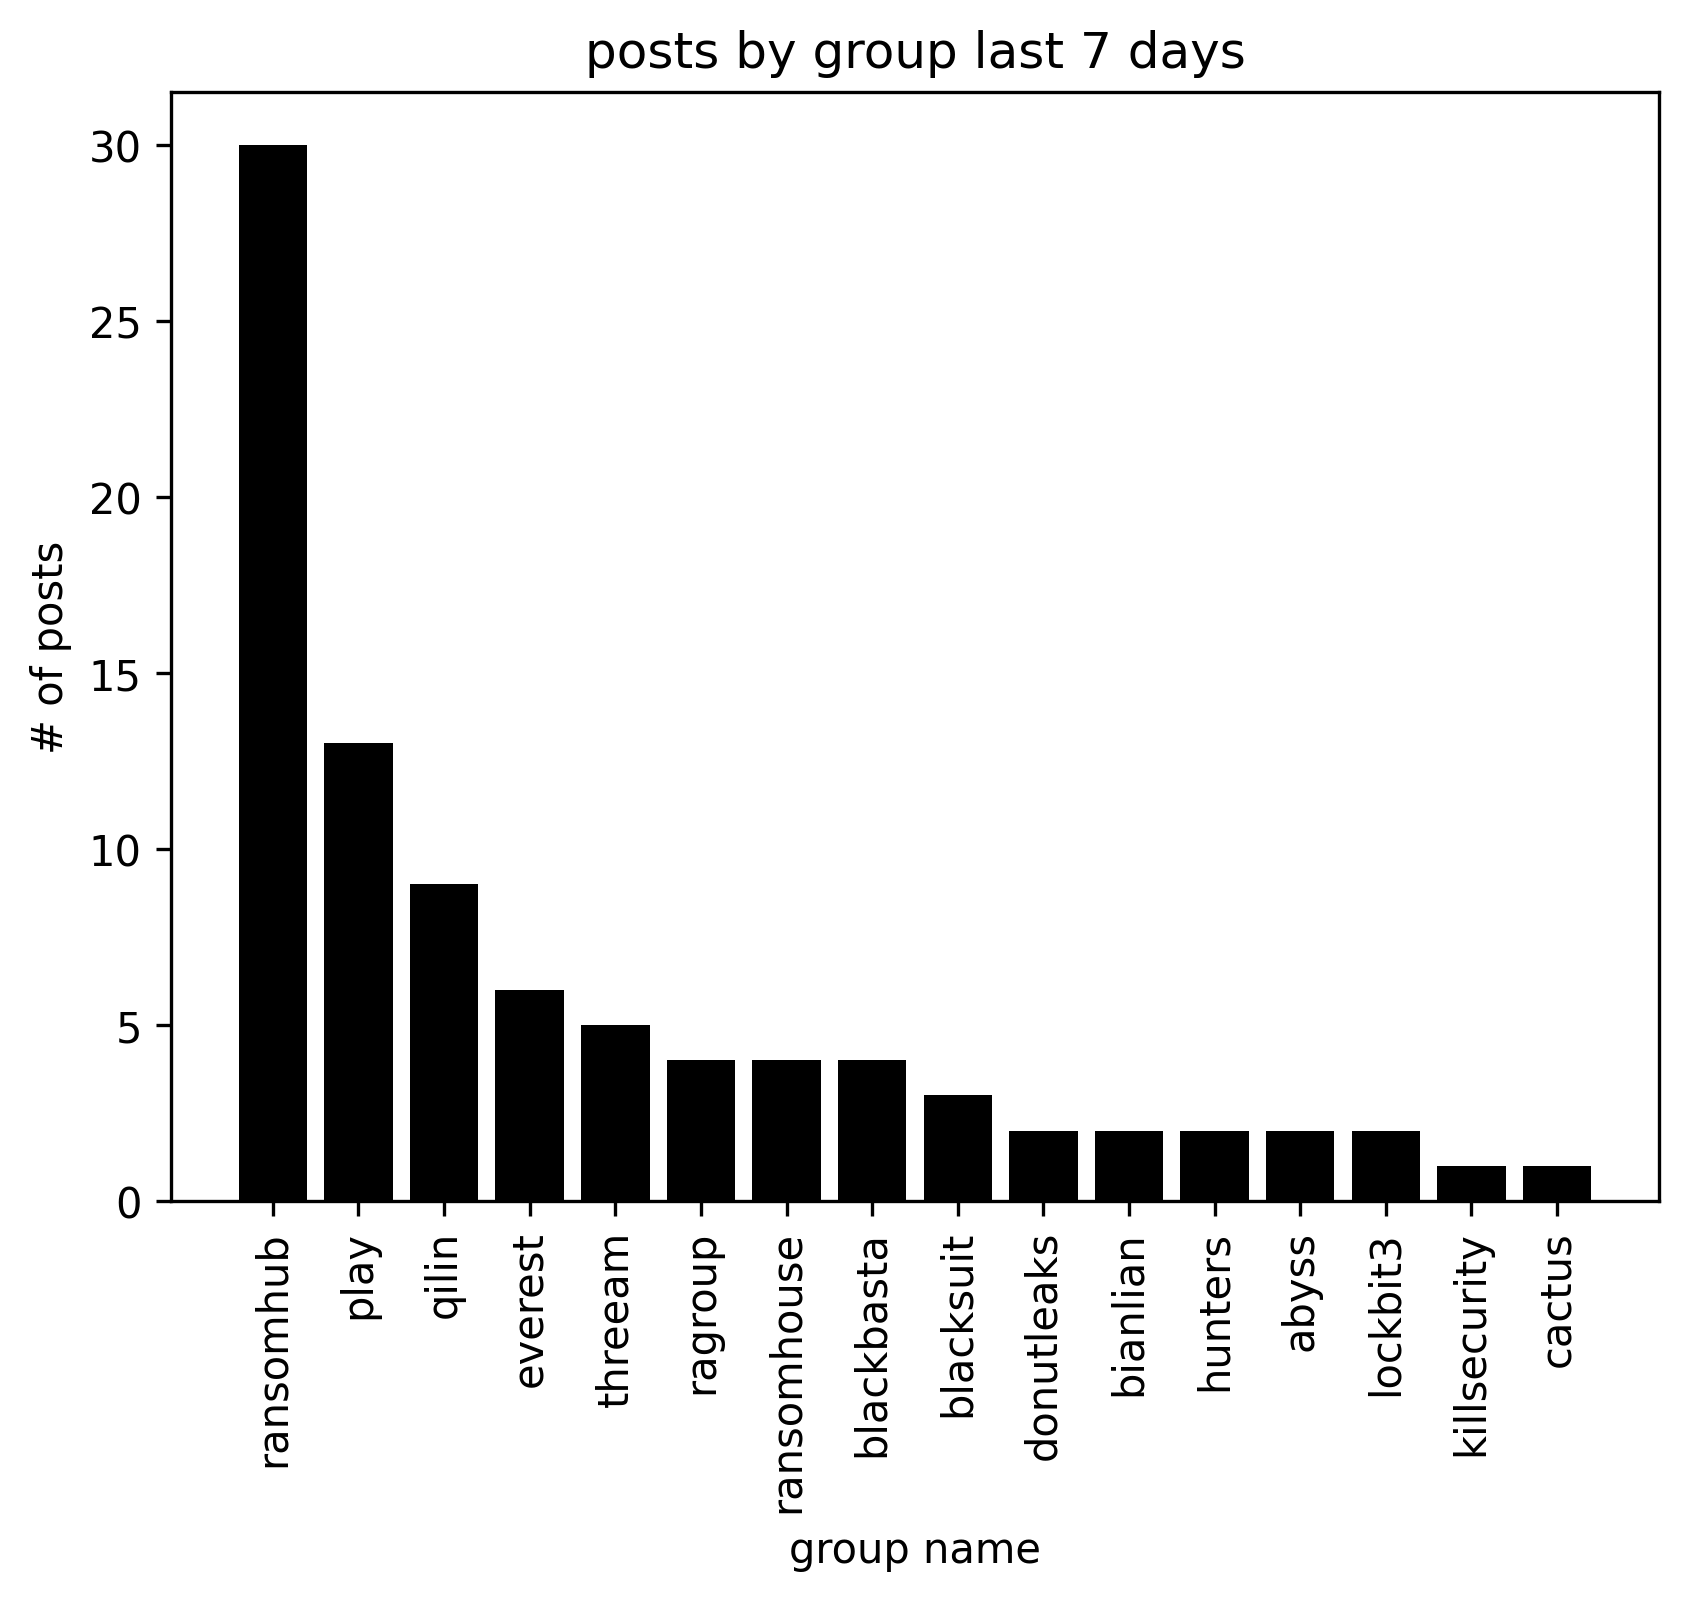 posts by group last 7 days
# of posts
30
25
20
15
10
5
0
ransomhub
play
qilin
everest
threeam
ragroup
ransomhouse
blackbasta
blacksuit
donutleaks
bianlian
hunters
abyss
lockbit3
killsecurity
cactus
group name